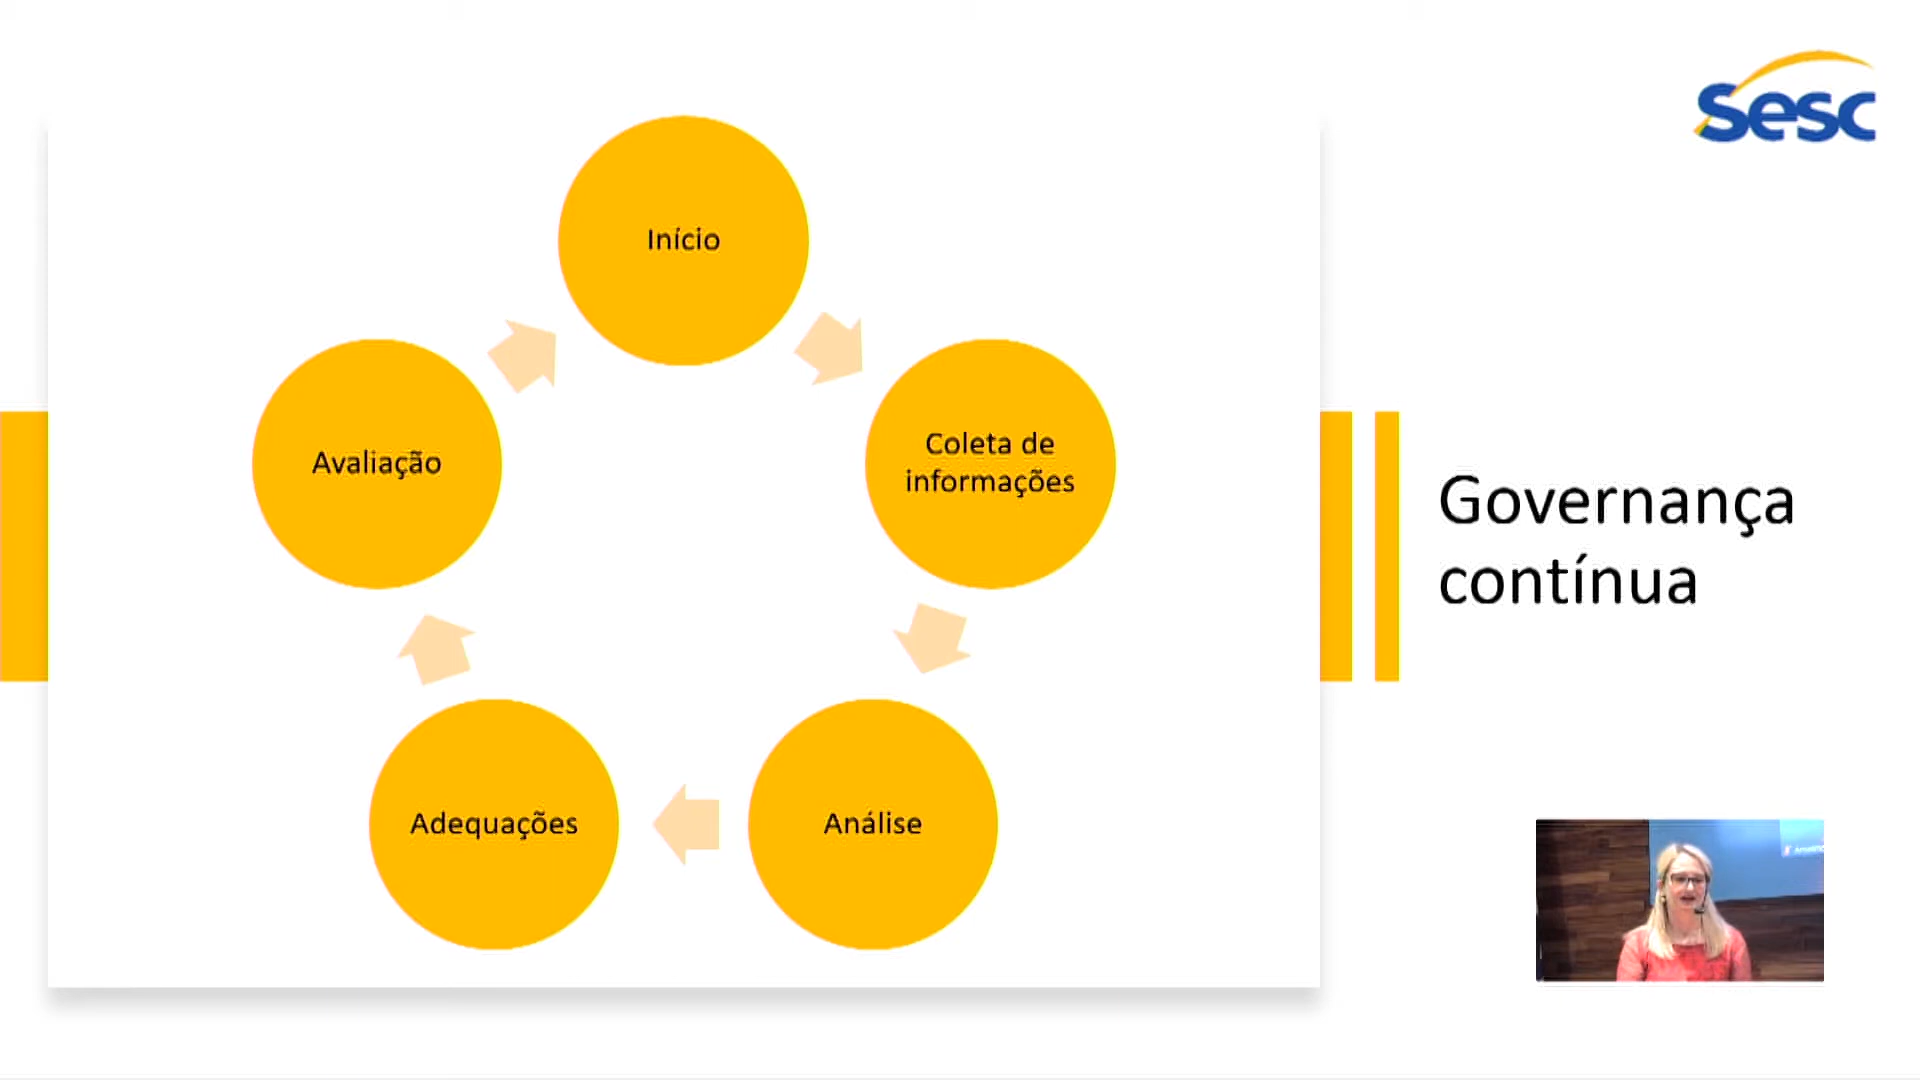 Sesc
Início
Coleta de
informações
Análise
Adequações
Avaliação
Governança
contínua